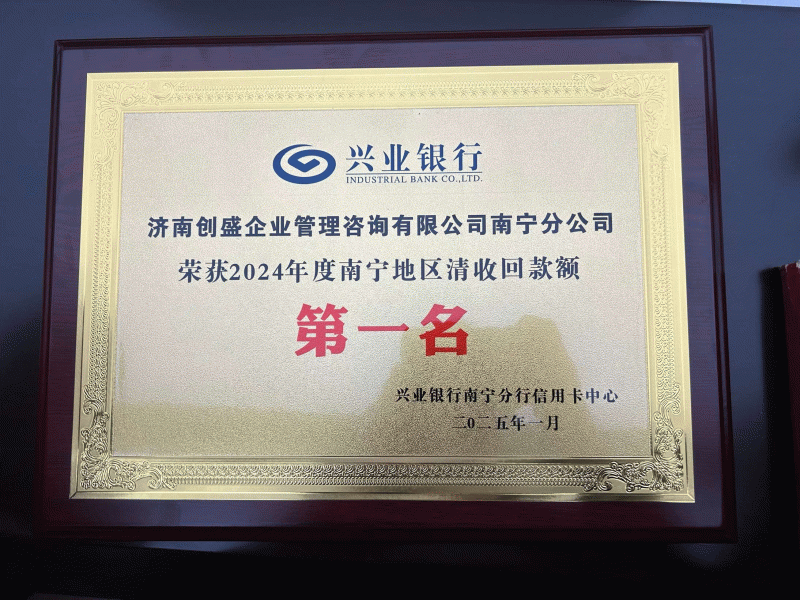 兴业银行
INDUSTRIAL BANK CO.,LTD.
济南创盛企业管理咨询有限公司南宁分公司
荣获2024年度南宁地区清收回款额
第一名
兴业银行南宁分行信用卡中心
二0二五年一月